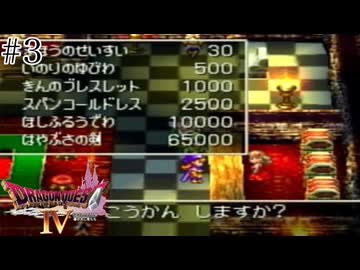 #3
ほうのせいすい 30
いのりのゆびわ 500
きんのブレスレット 1000
スパンコールドレス 2500
ほしふるうでわ 10000
はやぶさの剣 65000
こうかん しますか?
DRAGON QUEST
IV